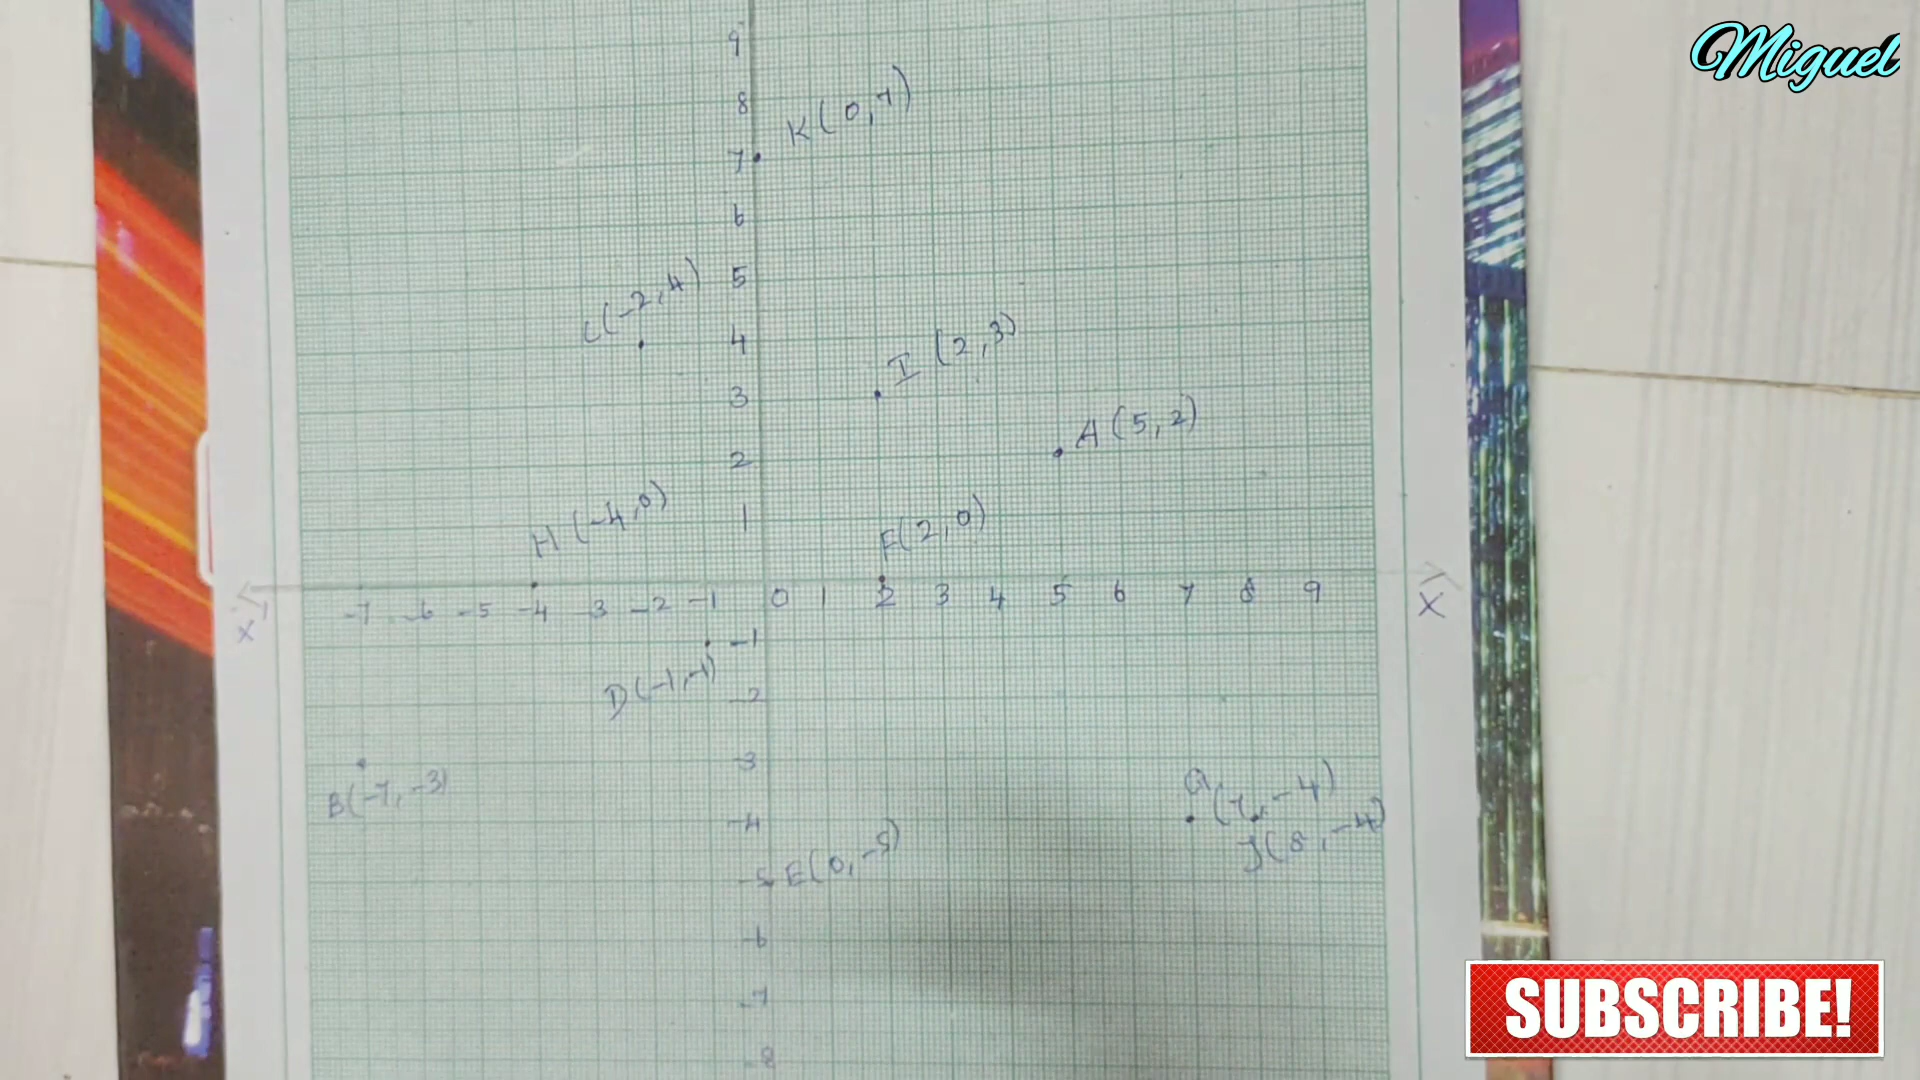 Miguel
9
8
K(0,7)
7
6
5
C(-2,4)
4
I (2,3)
3
A(5,2)
2
H(-4,0)
1
F(2,0)
-7 -6 -5 -4 -3 -2 -1 0 1 2 3 4 5 6 7 8 9
X' X
-1
D(-1,-1)
-2
-3
B(-7,-3)
G(7,-4)
-4
J(8,-4)
-5 E(0,-5)
-6
-7
-8
SUBSCRIBE!